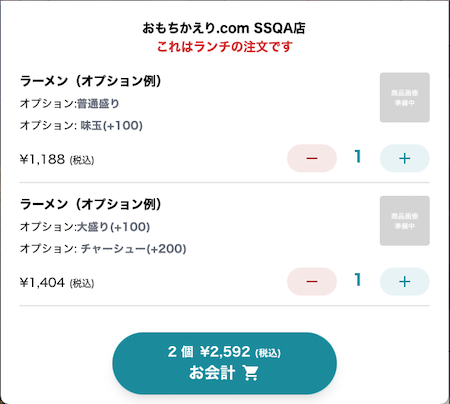 おもちかえり.com SSQA店
これはランチの注文です
ラーメン（オプション例）
オプション:普通盛り
オプション: 味玉(+100)
商品画像
準備中
¥1,188 (税込)
− 1 +
ラーメン（オプション例）
オプション:大盛り(+100)
オプション: チャーシュー(+200)
商品画像
準備中
¥1,404 (税込)
− 1 +
2 個 ¥2,592 (税込)
お会計